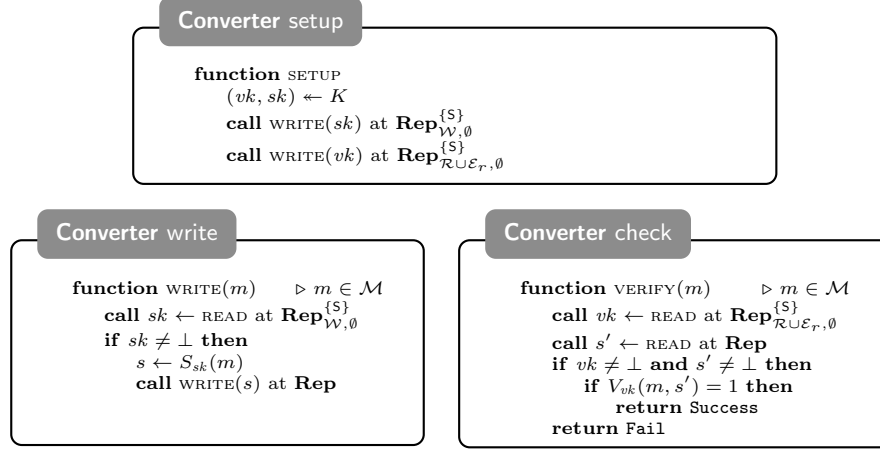 Converter setup
function SETUP
(vk, sk) ↞ K
call WRITE(sk) at Rep^{S}_{W,∅}
call WRITE(vk) at Rep^{S}_{R∪E_r,∅}
Converter write
function WRITE(m) ▷ m ∈ M
call sk ← READ at Rep^{S}_{W,∅}
if sk ≠ ⊥ then
s ← S_{sk}(m)
call WRITE(s) at Rep
Converter check
function VERIFY(m) ▷ m ∈ M
call vk ← READ at Rep^{S}_{R∪E_r,∅}
call s′ ← READ at Rep
if vk ≠ ⊥ and s′ ≠ ⊥ then
if V_{vk}(m, s′) = 1 then
return Success
return Fail